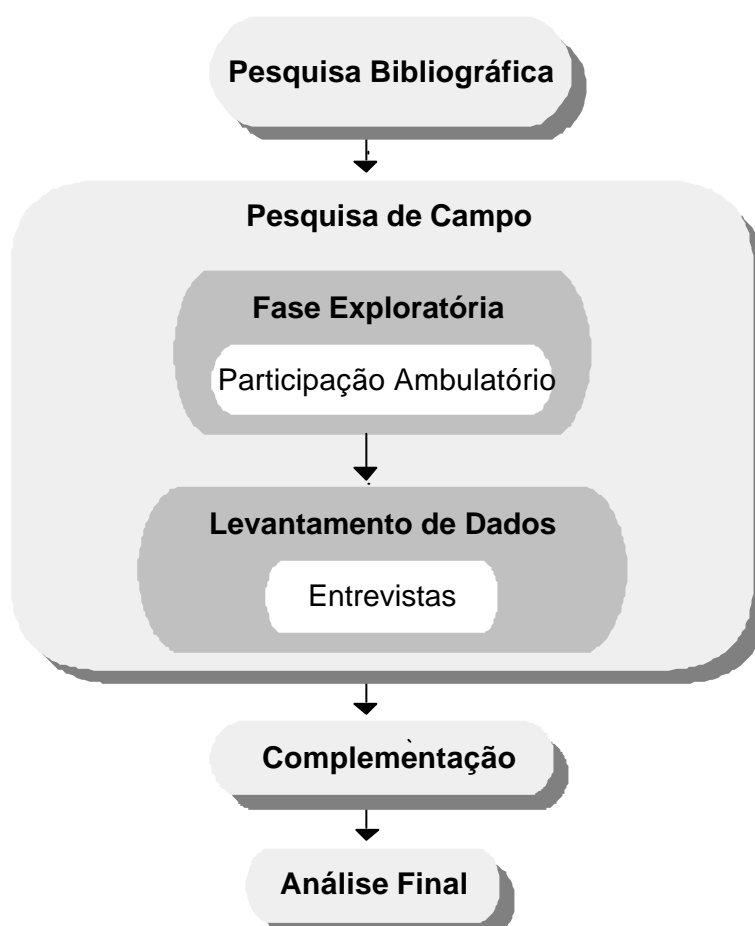 Pesquisa Bibliográfica
Pesquisa de Campo
Fase Exploratória
Participação Ambulatório
Levantamento de Dados
Entrevistas
Complementação
Análise Final